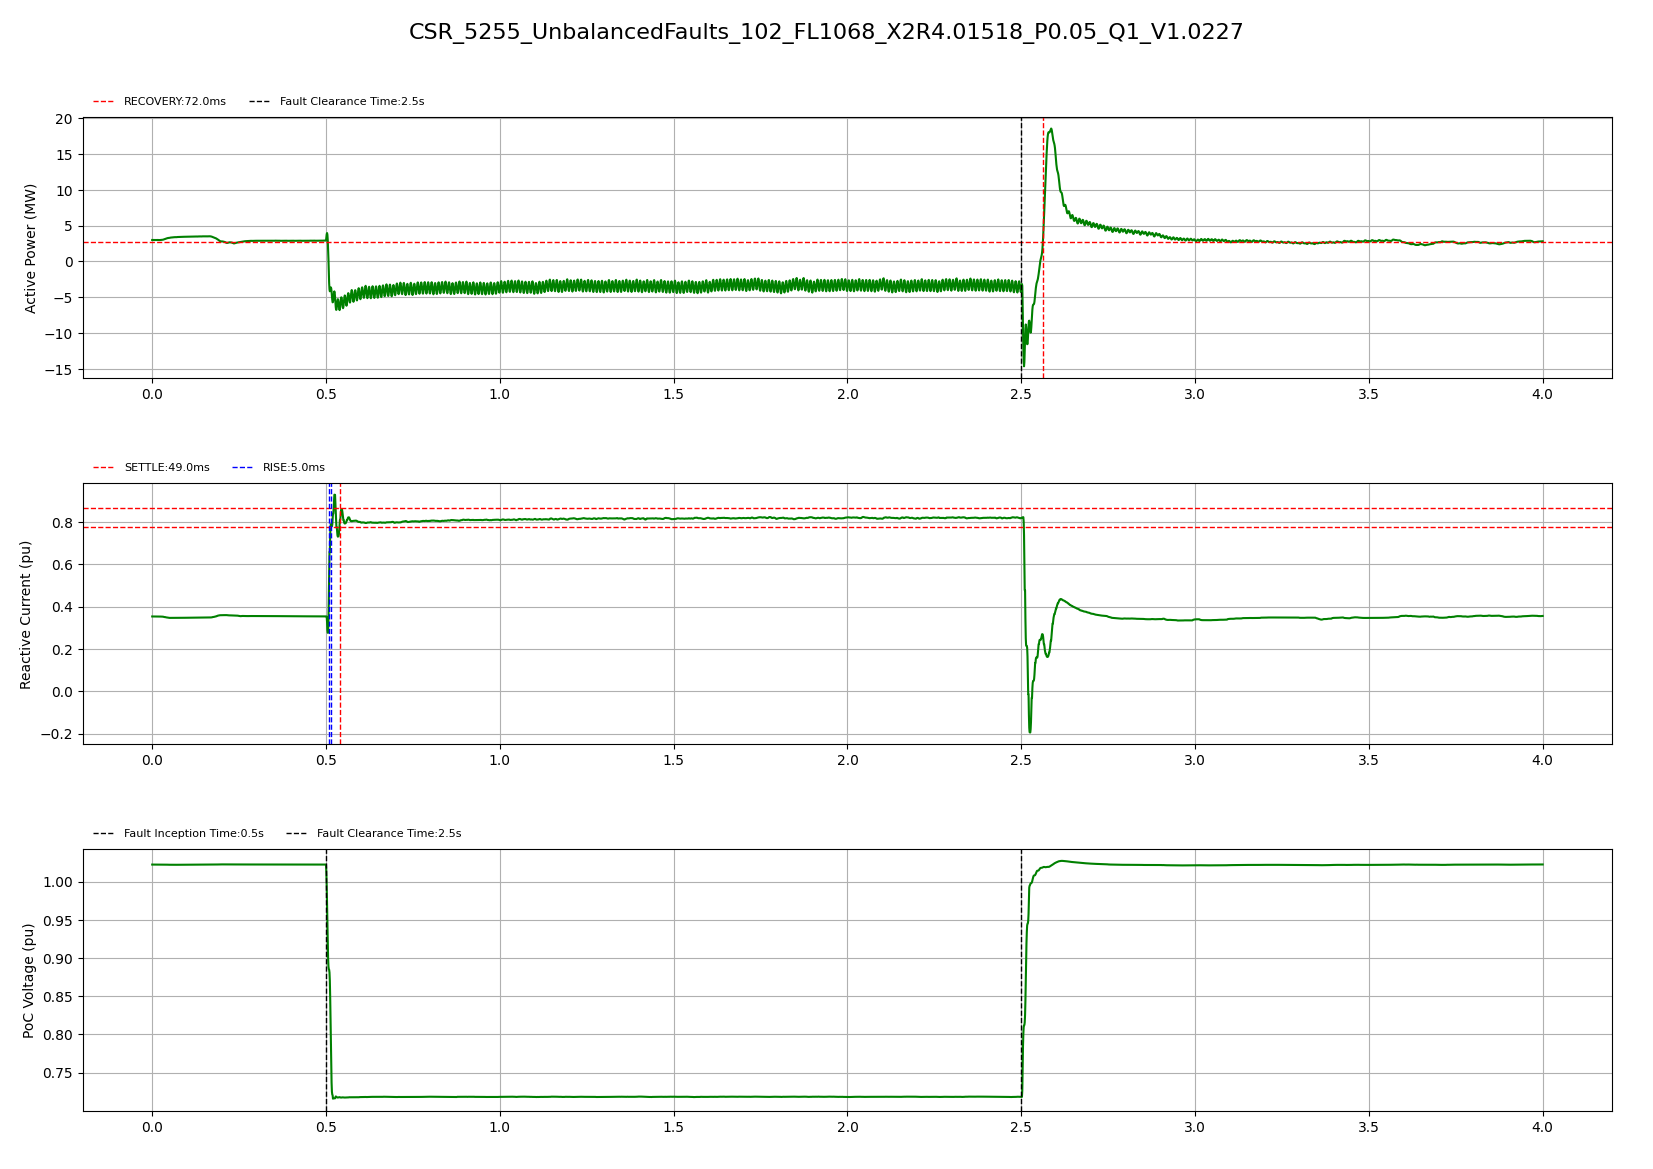 CSR_5255_UnbalancedFaults_102_FL1068_X2R4.01518_P0.05_Q1_V1.0227
RECOVERY:72.0ms Fault Clearance Time:2.5s
Active Power (MW)
20
15
10
5
0
−5
−10
−15
0.0 0.5 1.0 1.5 2.0 2.5 3.0 3.5 4.0
SETTLE:49.0ms RISE:5.0ms
Reactive Current (pu)
0.8
0.6
0.4
0.2
0.0
−0.2
0.0 0.5 1.0 1.5 2.0 2.5 3.0 3.5 4.0
Fault Inception Time:0.5s Fault Clearance Time:2.5s
PoC Voltage (pu)
1.00
0.95
0.90
0.85
0.80
0.75
0.0 0.5 1.0 1.5 2.0 2.5 3.0 3.5 4.0